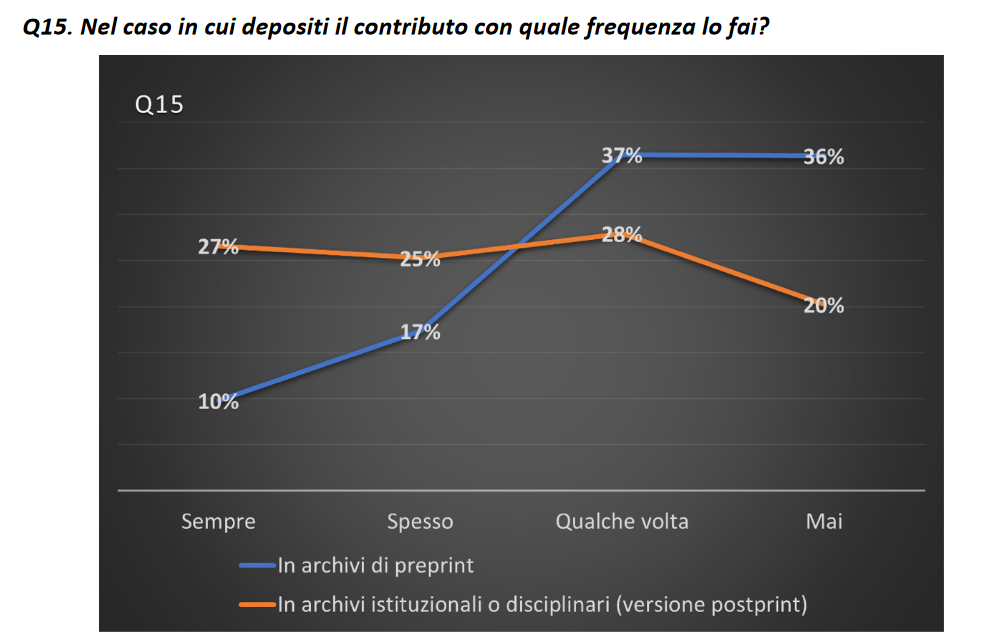 Q15. Nel caso in cui depositi il contributo con quale frequenza lo fai?
Q15
37%
36%
27%
25%
28%
17%
20%
10%
Sempre
Spesso
Qualche volta
Mai
In archivi di preprint
In archivi istituzionali o disciplinari (versione postprint)